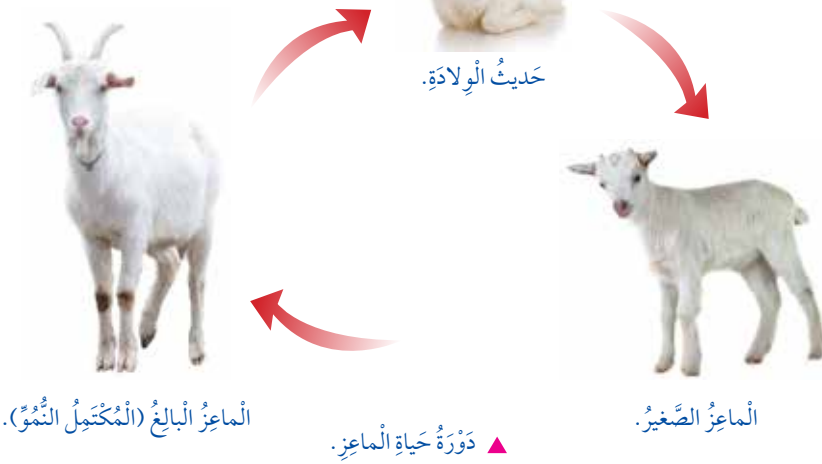 حَديثُ الْوِلادَةِ.
الْماعِزُ الصَّغيرُ.
الْماعِزُ الْبالِغُ (الْمُكْتَمِلُ النُّمُوِّ).
▲ دَوْرَةُ حَياةِ الْماعِزِ.